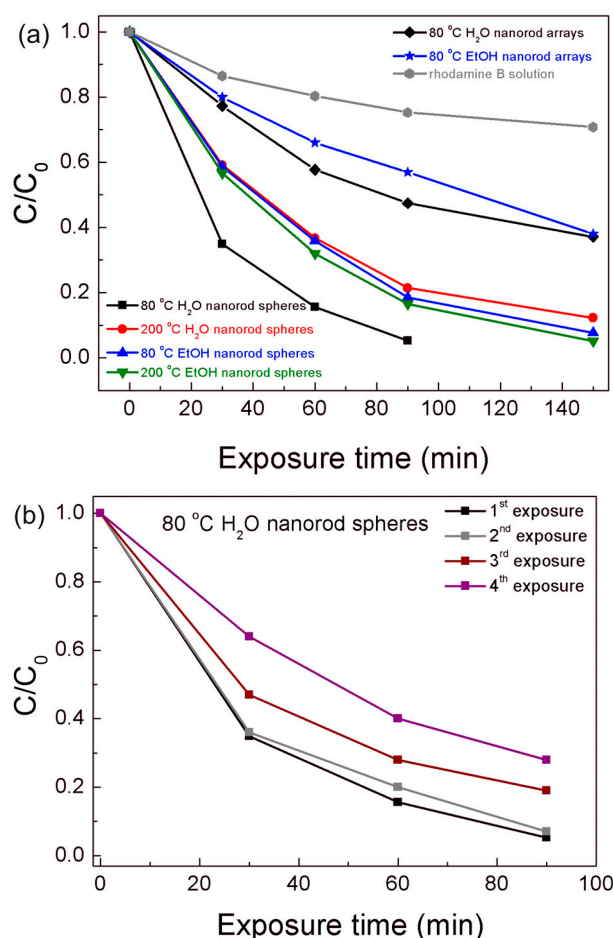 (a)
80 °C H₂O nanorod arrays
80 °C EtOH nanorod arrays
rhodamine B solution
1.0
0.8
0.6
0.4
0.2
0.0
C/C₀
80 °C H₂O nanorod spheres
200 °C H₂O nanorod spheres
80 °C EtOH nanorod spheres
200 °C EtOH nanorod spheres
0 20 40 60 80 100 120 140
Exposure time (min)
(b)
80 °C H₂O nanorod spheres
1st exposure
2nd exposure
3rd exposure
4th exposure
1.0
0.8
0.6
0.4
0.2
0.0
C/C₀
0 20 40 60 80 100
Exposure time (min)